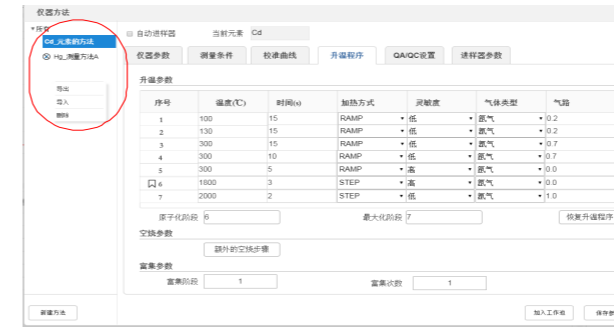 仪器方法
▾所有
Cd_元素的方法
Hg_测量方法A
导出
导入
删除
自动进样器 当前元素 Cd
仪器参数 测量条件 校准曲线 升温程序 QA/QC设置 进样器参数
升温参数
序号 温度(℃) 时间(s) 加热方式 灵敏度 气体类型 气路
1 100 15 RAMP 低 氩气 0.2
2 130 15 RAMP 低 氩气 0.2
3 300 15 RAMP 低 氩气 0.7
4 300 10 RAMP 低 氩气 0.7
5 300 5 RAMP 高 氩气 0.0
6 1800 3 STEP 高 氩气 0.0
7 2000 2 STEP 低 氩气 1.0
原子化阶段 6 最大化阶段 7 恢复升温程序
空烧参数
额外的空烧步骤
富集参数
富集阶段 1 富集次数 1
新建方法 加入工作池 保存